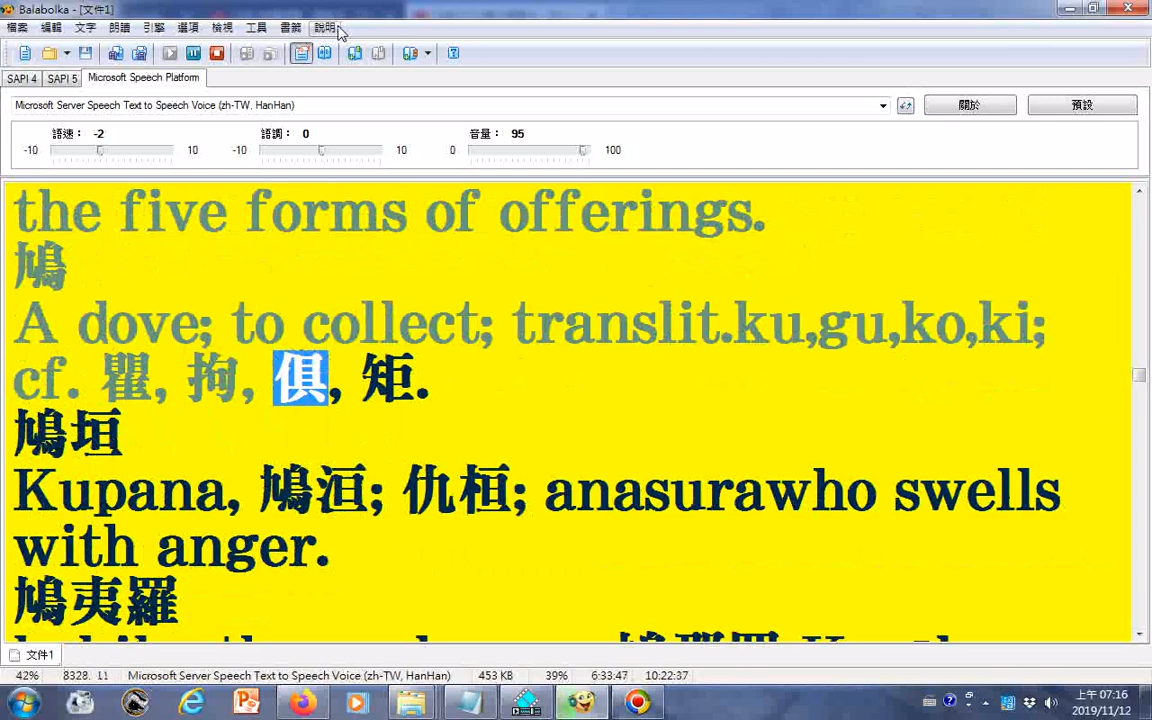 Balabolka - [文件1]
檔案 編輯 文字 朗讀 引擎 選項 檢視 工具 書籤 說明
SAPI 4 SAPI 5 Microsoft Speech Platform
Microsoft Server Speech Text to Speech Voice (zh-TW, HanHan) 關於 預設
語速： -2 語調： 0 音量： 95
-10 10 -10 10 0 100
the five forms of offerings.
鳩
A dove; to collect; translit.ku,gu,ko,ki;
cf. 瞿, 拘, 俱, 矩.
鳩垣
Kupana, 鳩洹; 仇桓; anasurawho swells
with anger.
鳩夷羅
文件1
42% 8328. 11 Microsoft Server Speech Text to Speech Voice (zh-TW, HanHan) 453 KB 39% 6:33:47 10:22:37
上午 07:16
2019/11/12